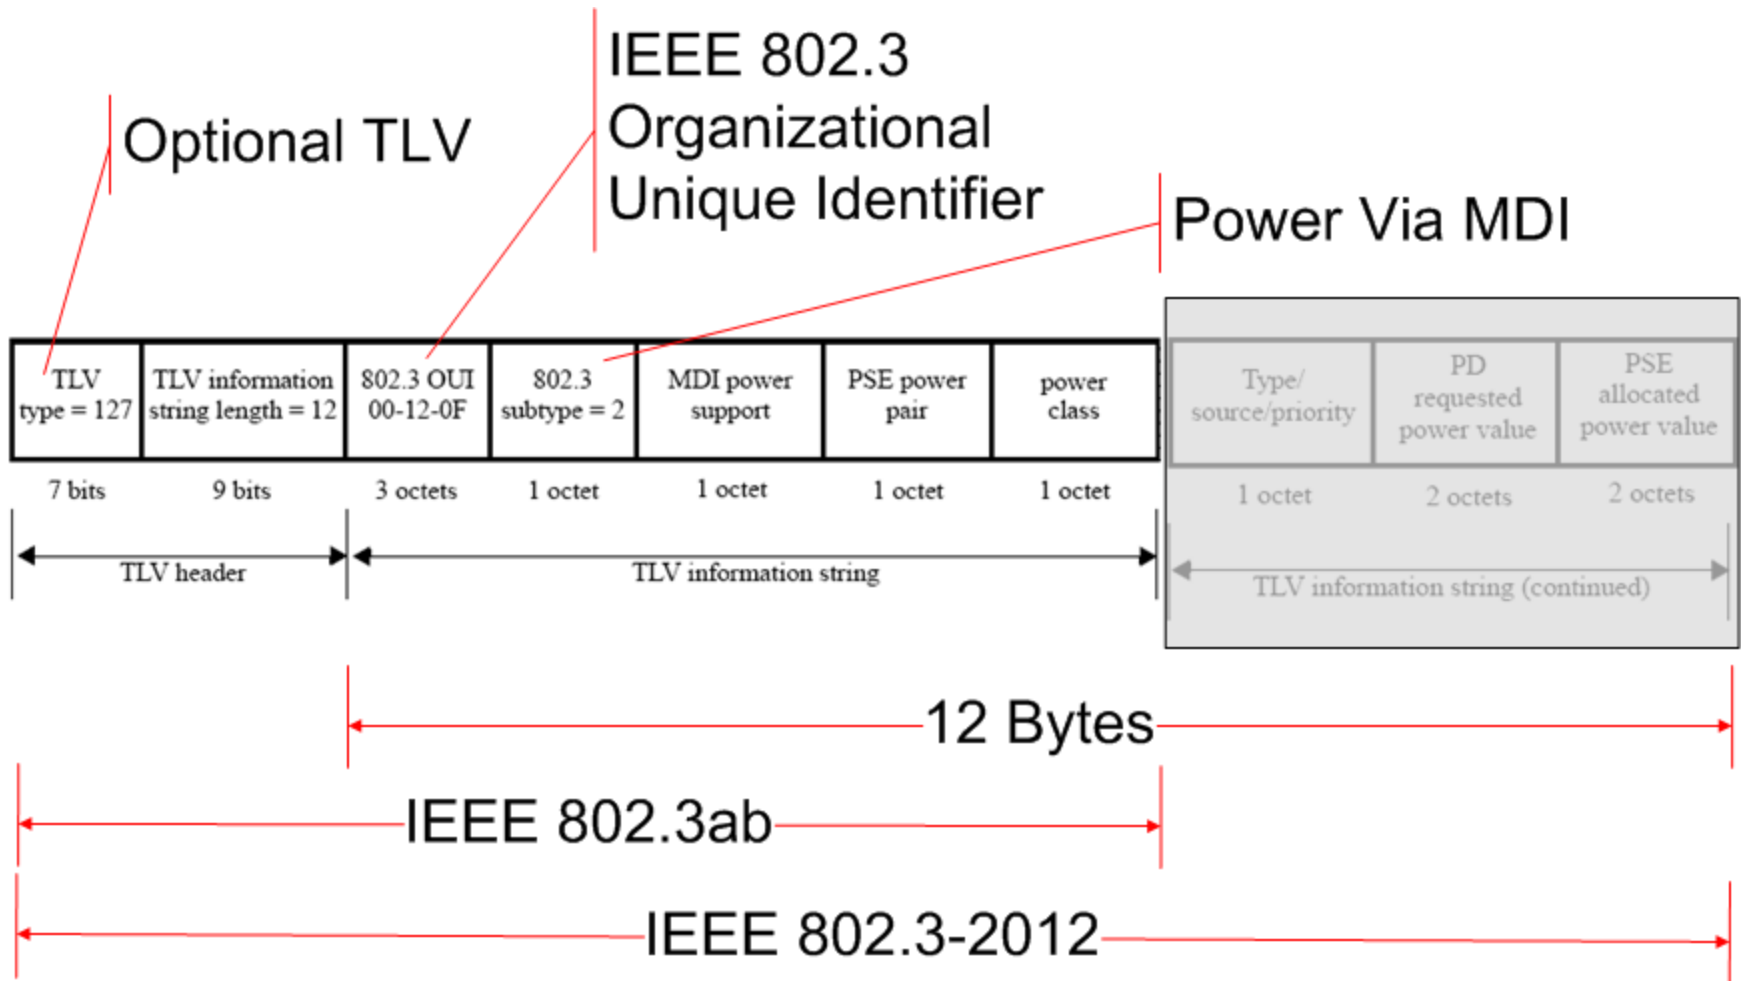 Optional TLV
IEEE 802.3
Organizational
Unique Identifier
Power Via MDI
TLV
type = 127
TLV information
string length = 12
802.3 OUI
00-12-0F
802.3
subtype = 2
MDI power
support
PSE power
pair
power
class
Type/
source/priority
PD
requested
power value
PSE
allocated
power value
7 bits
9 bits
3 octets
1 octet
1 octet
1 octet
1 octet
1 octet
2 octets
2 octets
TLV header
TLV information string
TLV information string (continued)
12 Bytes
IEEE 802.3ab
IEEE 802.3-2012